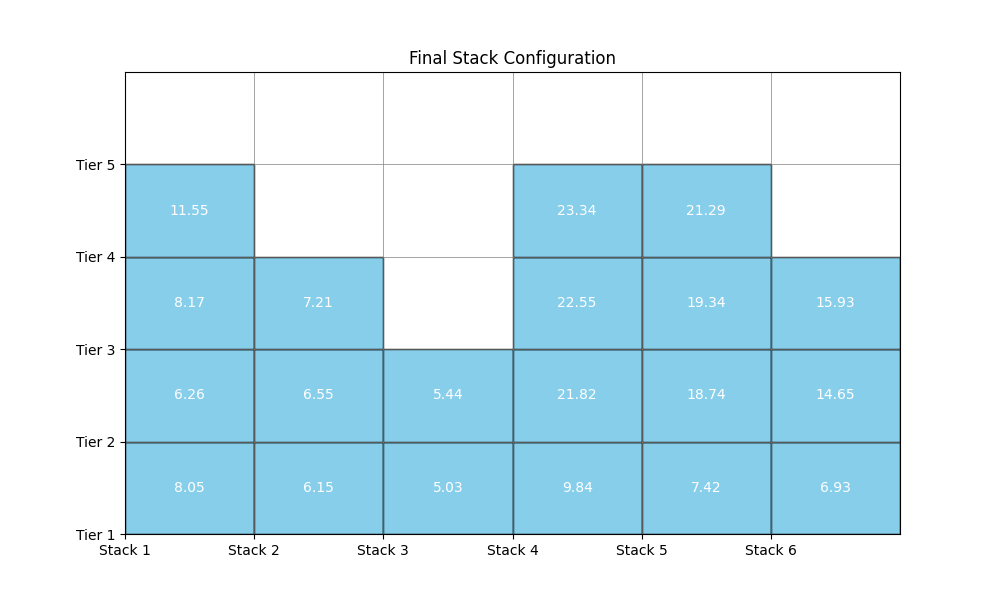 Final Stack Configuration
Tier 5
11.55 23.34 21.29
Tier 4
8.17 7.21 22.55 19.34 15.93
Tier 3
6.26 6.55 5.44 21.82 18.74 14.65
Tier 2
8.05 6.15 5.03 9.84 7.42 6.93
Tier 1
Stack 1 Stack 2 Stack 3 Stack 4 Stack 5 Stack 6